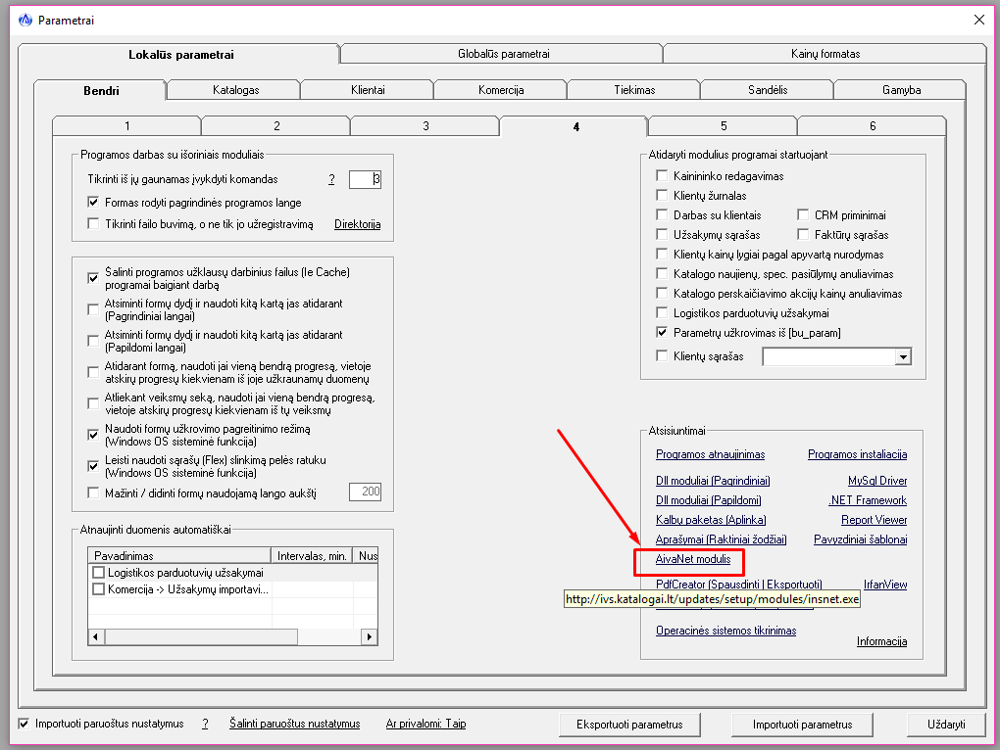 Parametrai
Lokalūs parametrai
Globalūs parametrai
Kainų formatas
Bendri
Katalogas
Klientai
Komercija
Tiekimas
Sandėlis
Gamyba
1
2
3
4
5
6
Programos darbas su išoriniais moduliais
Tikrinti iš jų gaunamas įvykdyti komandas ? 3
Formas rodyti pagrindinės programos lange
Tikrinti failo buvimą, o ne tik jo užregistravimą Direktorija
Šalinti programos užklausų darbinius failus (Ie Cache)
programai baigiant darbą
Atsiminti formų dydį ir naudoti kitą kartą jas atidarant
(Pagrindiniai langai)
Atsiminti formų dydį ir naudoti kitą kartą jas atidarant
(Papildomi langai)
Atidarant formą, naudoti jai vieną bendrą progresą, vietoje
atskirų progresų kiekvienam iš joje užkraunamų duomenų
Atliekant veiksmų seką, naudoti jai vieną bendrą progresą,
vietoje atskirų progresų kiekvienam iš tų veiksmų
Naudoti formų užkrovimo pagreitinimo režimą
(Windows OS sisteminė funkcija)
Leisti naudoti sąrašų (Flex) slinkimą pelės ratuku
(Windows OS sisteminė funkcija)
Mažinti / didinti formų naudojamą lango aukštį 200
Atnaujinti duomenis automatiškai
Pavadinimas Intervalas, min. Nus
Logistikos parduotuvių užsakymai
Komercija -> Užsakymų importavi...
Atidaryti modulius programai startuojant
Kainininko redagavimas
Klientų žurnalas
Darbas su klientais CRM priminimai
Užsakymų sąrašas Faktūrų sąrašas
Klientų kainų lygiai pagal apyvartą nurodymas
Katalogo naujienų, spec. pasiūlymų anuliavimas
Katalogo perskaičiavimo akcijų kainų anuliavimas
Logistikos parduotuvių užsakymai
Parametrų užkrovimas iš [bu_param]
Klientų sąrašas
Atsisiuntimai
Programos atnaujinimas Programos instaliacija
Dll moduliai (Pagrindiniai) MySql Driver
Dll moduliai (Papildomi) .NET Framework
Kalbų paketas (Aplinka) Report Viewer
Aprašymai (Raktiniai žodžiai) Pavyzdiniai šablonai
AivaNet modulis
PdfCreator (Spausdinti | Eksportuoti) IrfanView
http://ivs.katalogai.lt/updates/setup/modules/insnet.exe
Operacinės sistemos tikrinimas
Informacija
Importuoti paruoštus nustatymus ? Šalinti paruoštus nustatymus Ar privalomi: Taip
Eksportuoti parametrus
Importuoti parametrus
Uždaryti